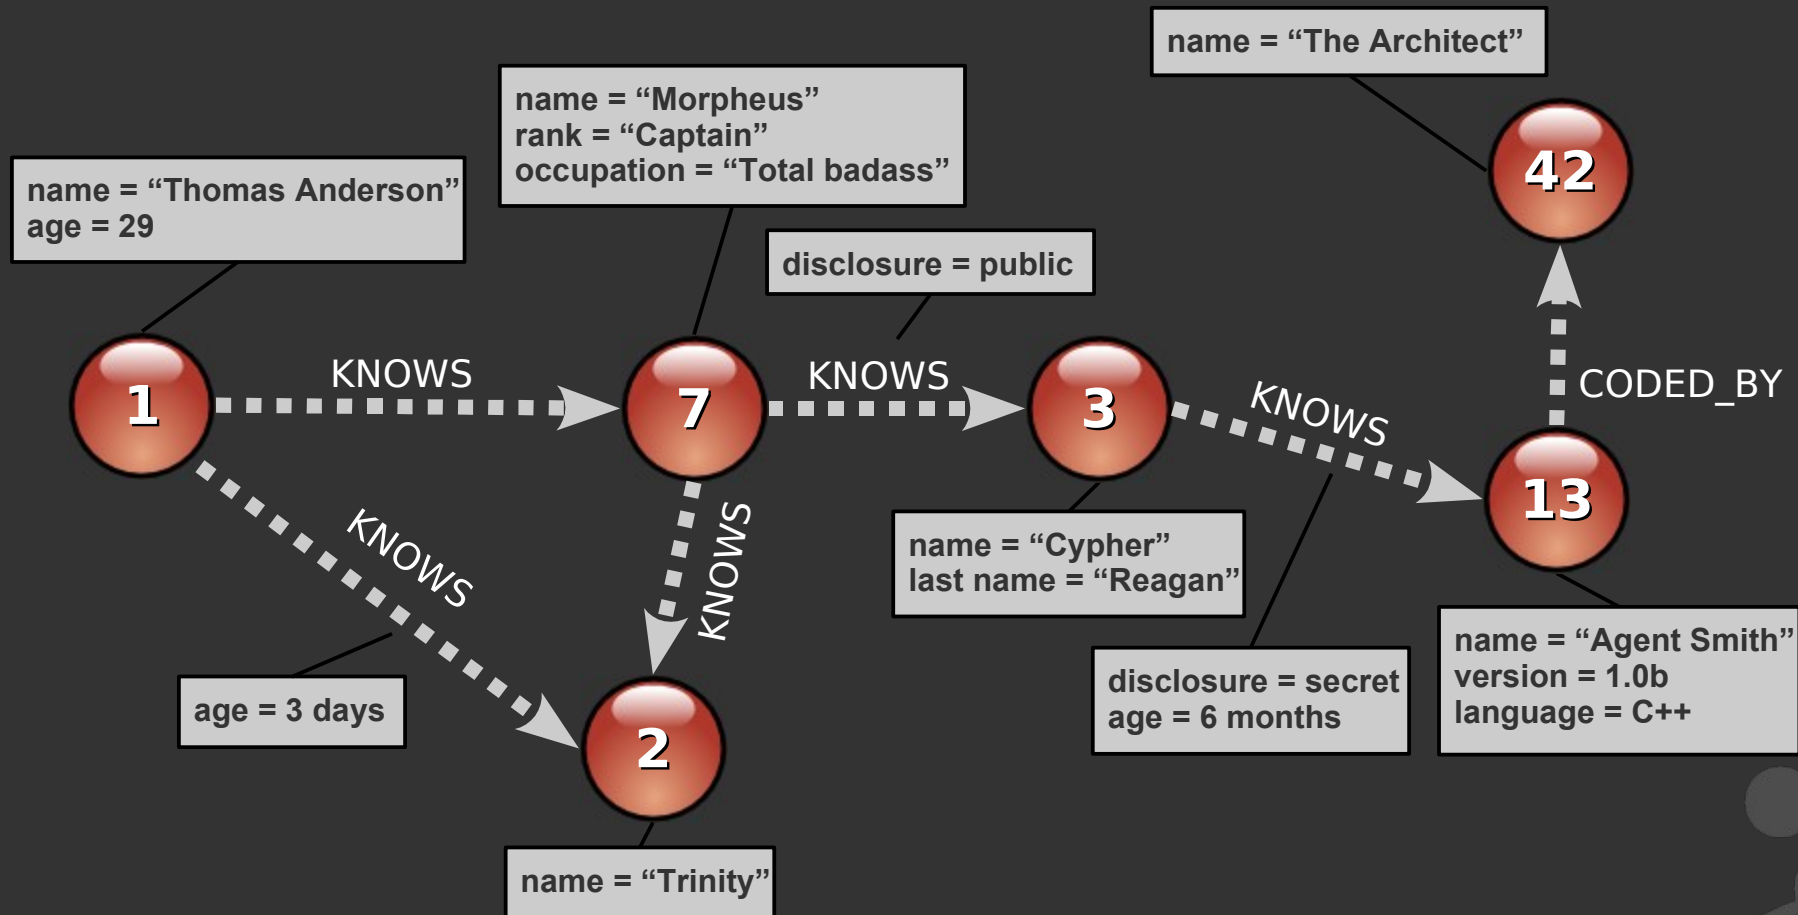 name = “The Architect”
name = “Morpheus”
rank = “Captain”
occupation = “Total badass”
42
name = “Thomas Anderson”
age = 29
disclosure = public
1
KNOWS
7
KNOWS
3
KNOWS
CODED_BY
13
KNOWS
KNOWS
name = “Cypher”
last name = “Reagan”
name = “Agent Smith”
version = 1.0b
language = C++
disclosure = secret
age = 6 months
age = 3 days
2
name = “Trinity”